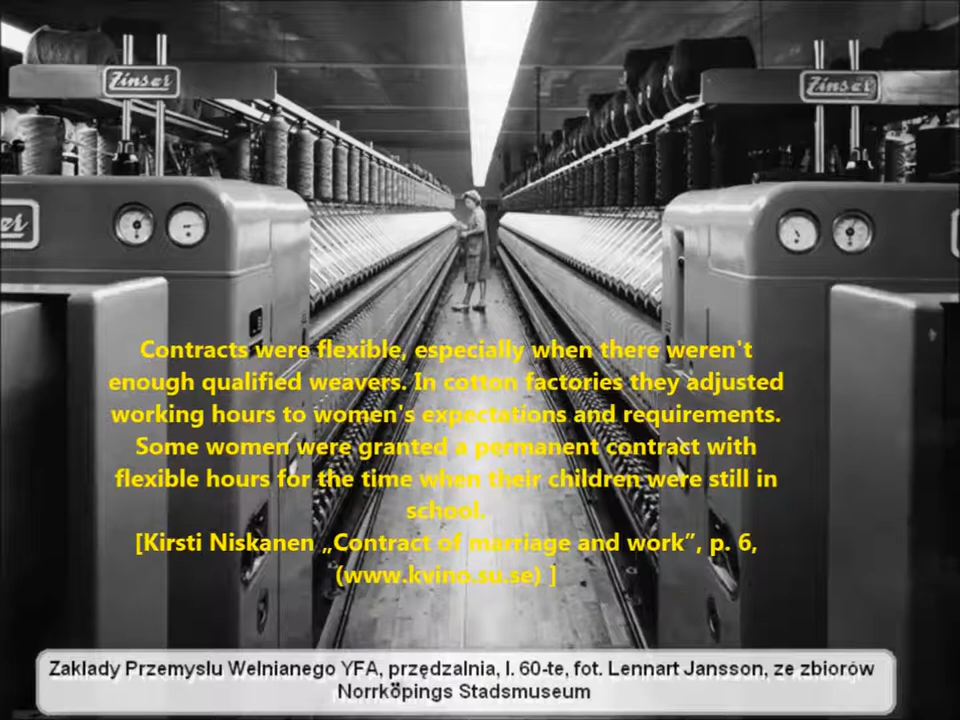 Zinser
Zinser
Contracts were flexible, especially when there weren't
enough qualified weavers. In cotton factories they adjusted
working hours to women's expectations and requirements.
Some women were granted a permanent contract with
flexible hours for the time when their children were still in
school.
[Kirsti Niskanen „Contract of marriage and work”, p. 6,
(www.kvino.su.se) ]
Zaklady Przemyslu Welnianego YFA, przędzalnia, l. 60-te, fot. Lennart Jansson, ze zbiorów
Norrköpings Stadsmuseum